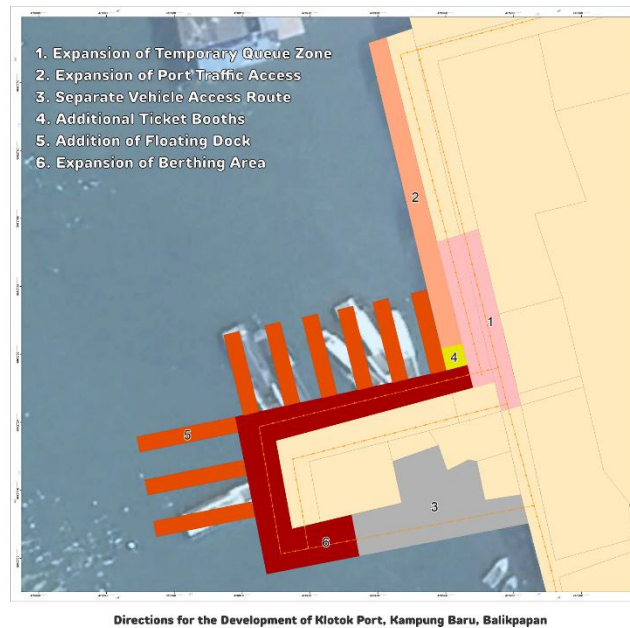 1. Expansion of Temporary Queue Zone
2. Expansion of Port Traffic Access
3. Separate Vehicle Access Route
4. Additional Ticket Booths
5. Addition of Floating Dock
6. Expansion of Berthing Area
2
1
4
5
3
6
Directions for the Development of Klotok Port, Kampung Baru, Balikpapan